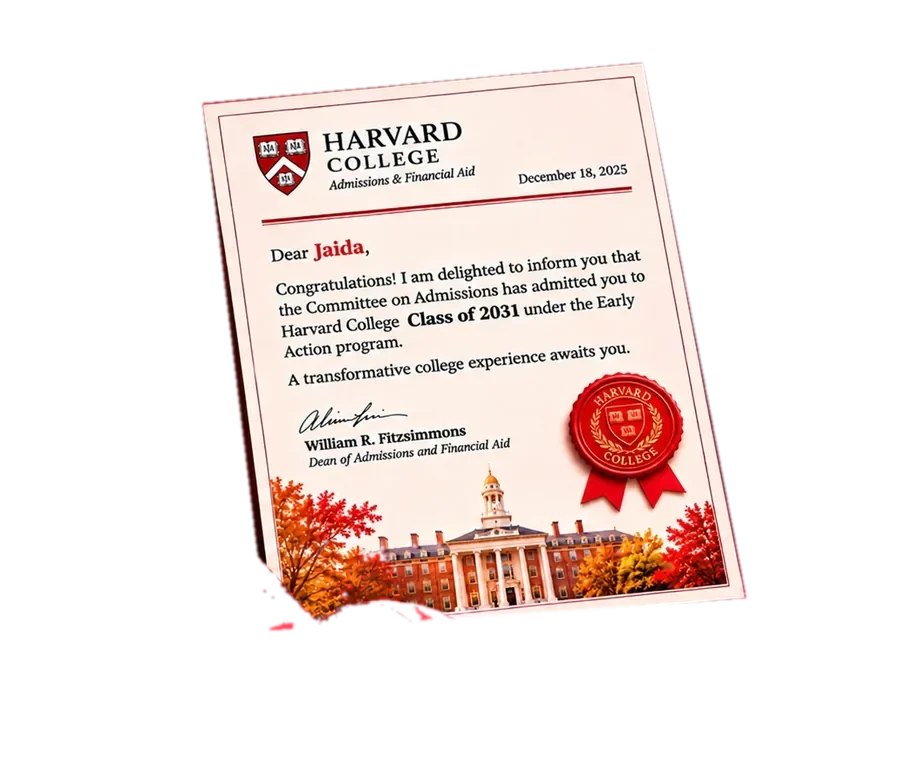 HARVARD
COLLEGE
Admissions & Financial Aid
December 18, 2025
Dear Jaida,
Congratulations! I am delighted to inform you that
the Committee on Admissions has admitted you to
Harvard College Class of 2031 under the Early
Action program.
A transformative college experience awaits you.
William R. Fitzsimmons
Dean of Admissions and Financial Aid
HARVARD
COLLEGE